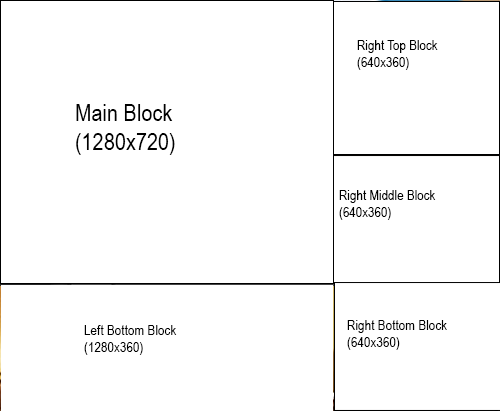 Main Block
(1280x720)
Right Top Block
(640x360)
Right Middle Block
(640x360)
Left Bottom Block
(1280x360)
Right Bottom Block
(640x360)